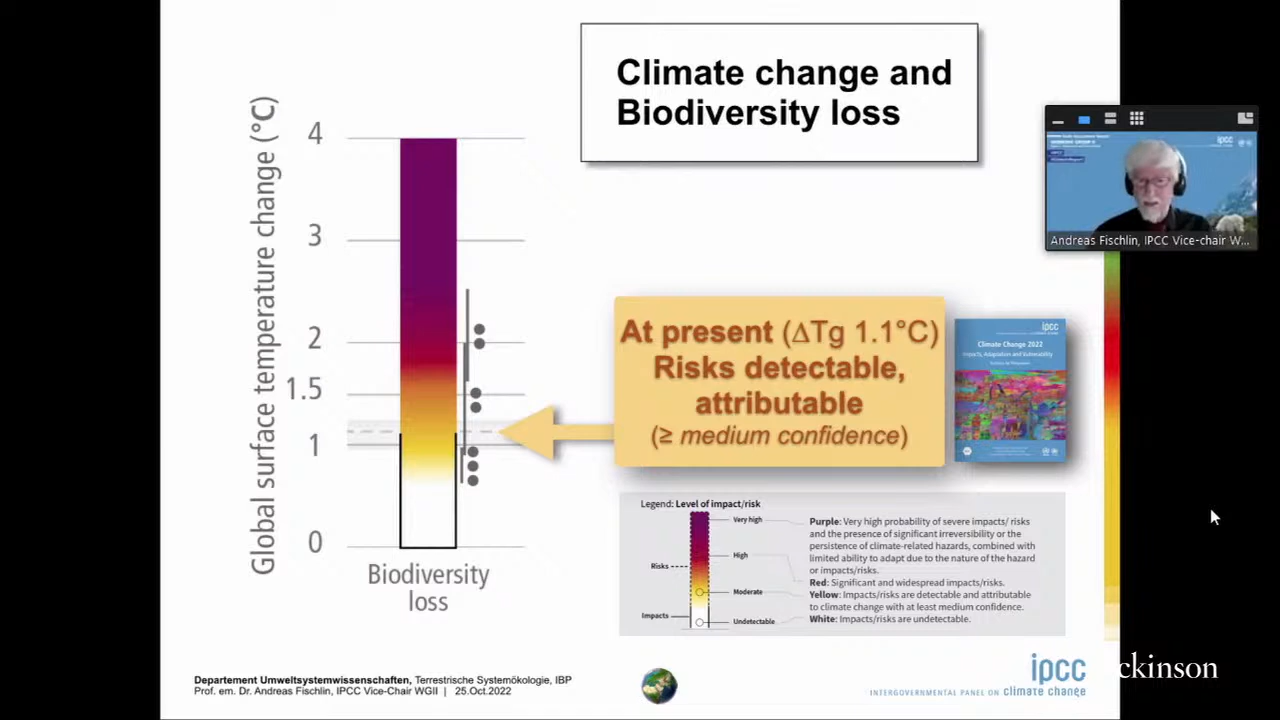 Climate change and
Biodiversity loss
Global surface temperature change (°C)
4
3
2
1.5
1
0
Biodiversity
loss
At present (ΔTg 1.1°C)
Risks detectable,
attributable
(≥ medium confidence)
ipcc
Climate Change 2022
Impacts, Adaptation and Vulnerability
Legend: Level of impact/risk
Very high
High
Moderate
Undetectable
Risks
Impacts
Purple: Very high probability of severe impacts/ risks
and the presence of significant irreversibility or the
persistence of climate-related hazards, combined with
limited ability to adapt due to the nature of the hazard
or impacts/risks.
Red: Significant and widespread impacts/risks.
Yellow: Impacts/risks are detectable and attributable
to climate change with at least medium confidence.
White: Impacts/risks are undetectable.
ipcc
Andreas Fischlin, IPCC Vice-chair W...
Departement Umweltsystemwissenschaften, Terrestrische Systemökologie, IBP
Prof. em. Dr. Andreas Fischlin, IPCC Vice-Chair WGII | 25.Oct.2022
ipcc
INTERGOVERNMENTAL PANEL ON climate change
ckinson